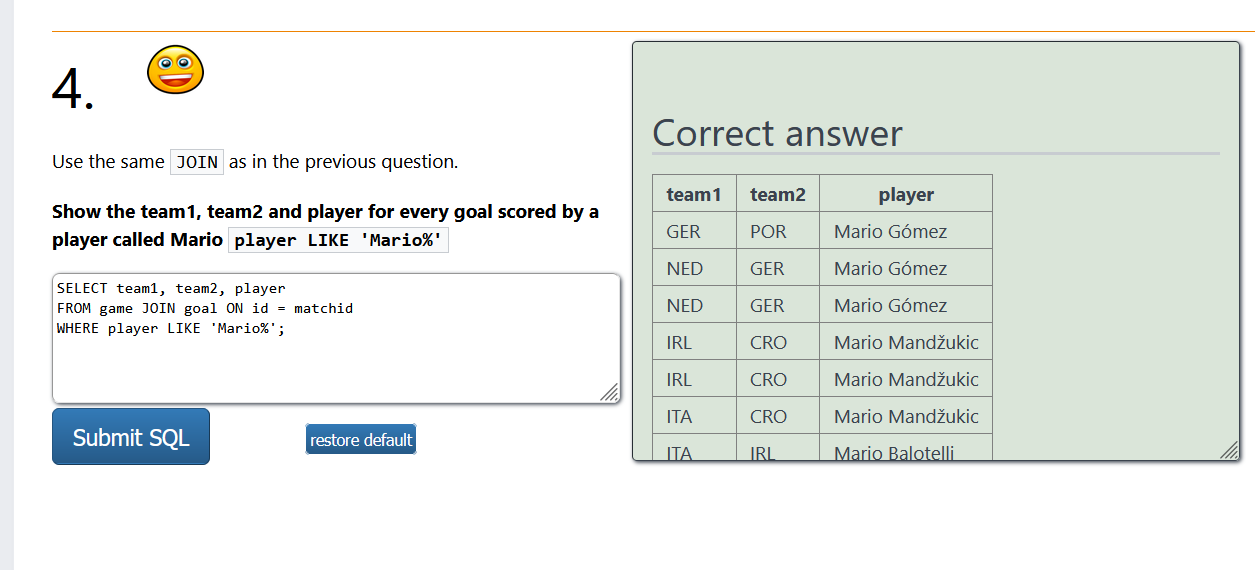 4.
Use the same JOIN as in the previous question.
Show the team1, team2 and player for every goal scored by a
player called Mario player LIKE 'Mario%'
SELECT team1, team2, player
FROM game JOIN goal ON id = matchid
WHERE player LIKE 'Mario%';
Submit SQL
restore default
Correct answer
team1 team2 player
GER POR Mario Gómez
NED GER Mario Gómez
NED GER Mario Gómez
IRL CRO Mario Mandžukic
IRL CRO Mario Mandžukic
ITA CRO Mario Mandžukic
ITA IRL Mario Balotelli